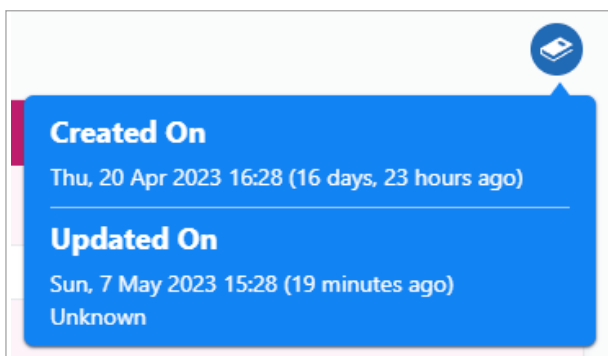 Created On
Thu, 20 Apr 2023 16:28 (16 days, 23 hours ago)
Updated On
Sun, 7 May 2023 15:28 (19 minutes ago)
Unknown